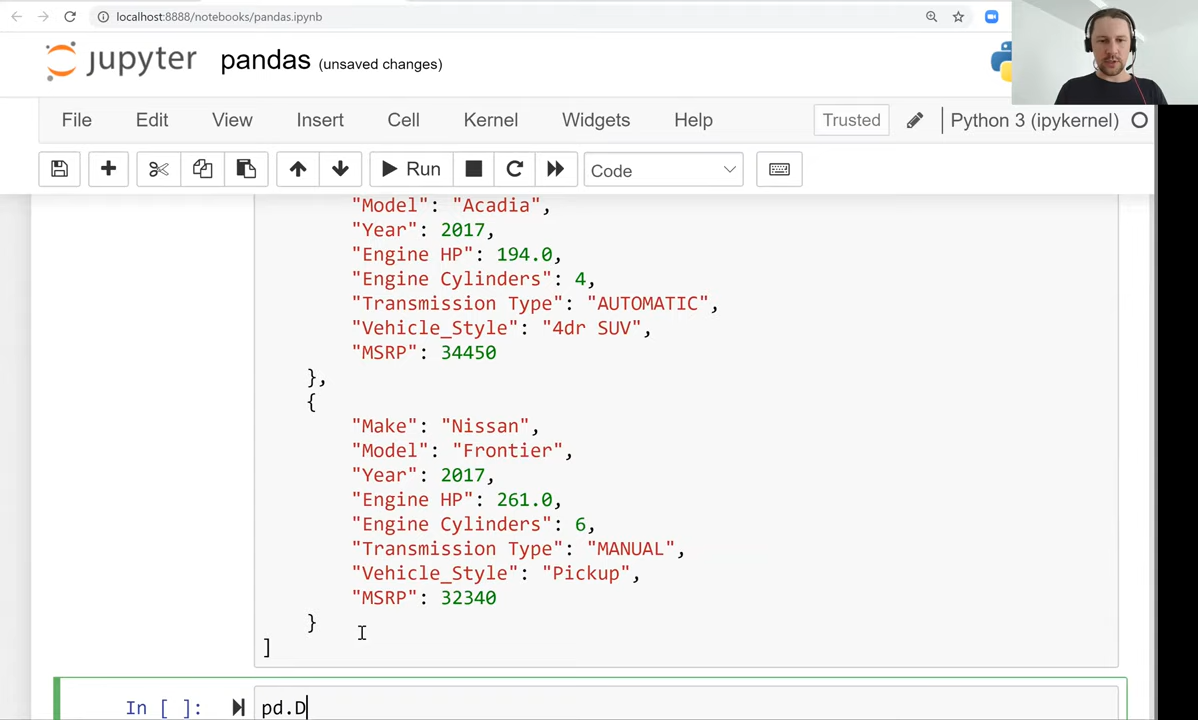 localhost:8888/notebooks/pandas.ipynb
jupyter pandas (unsaved changes)
File Edit View Insert Cell Kernel Widgets Help Trusted Python 3 (ipykernel)
Run Code
"Model": "Acadia",
"Year": 2017,
"Engine HP": 194.0,
"Engine Cylinders": 4,
"Transmission Type": "AUTOMATIC",
"Vehicle_Style": "4dr SUV",
"MSRP": 34450
},
{
"Make": "Nissan",
"Model": "Frontier",
"Year": 2017,
"Engine HP": 261.0,
"Engine Cylinders": 6,
"Transmission Type": "MANUAL",
"Vehicle_Style": "Pickup",
"MSRP": 32340
}
]
In [ ]: pd.D